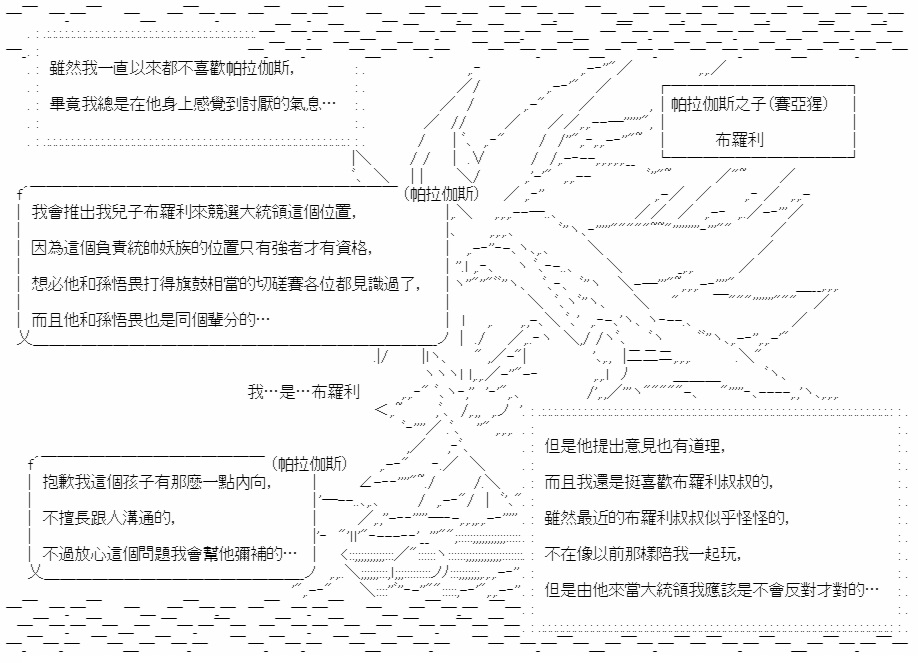 雖然我一直以來都不喜歡帕拉伽斯,
畢竟我總是在他身上感覺到討厭的氣息…
帕拉伽斯之子(賽亞猩)
布羅利
(帕拉伽斯)
我會推出我兒子布羅利來競選大統領這個位置,
因為這個負責統帥妖族的位置只有強者才有資格,
想必他和孫悟畏打得旗鼓相當的切磋賽各位都見識過了,
而且他和孫悟畏也是同個輩分的…
我…是…布羅利
(帕拉伽斯)
抱歉我這個孩子有那麼一點內向,
不擅長跟人溝通的,
不過放心這個問題我會幫他彌補的…
但是他提出意見也有道理,
而且我還是挺喜歡布羅利叔叔的,
雖然最近的布羅利叔叔似乎怪怪的,
不在像以前那樣陪我一起玩,
但是由他來當大統領我應該是不會反對才對的…